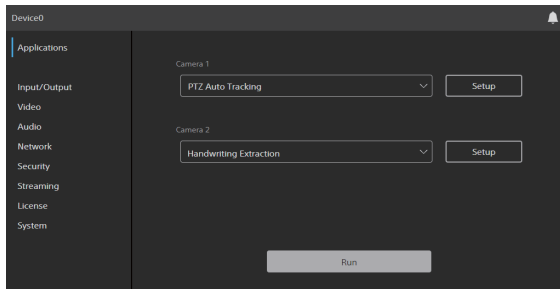 Device0
Applications
Input/Output
Video
Audio
Network
Security
Streaming
License
System
Camera 1
PTZ Auto Tracking
Setup
Camera 2
Handwriting Extraction
Setup
Run